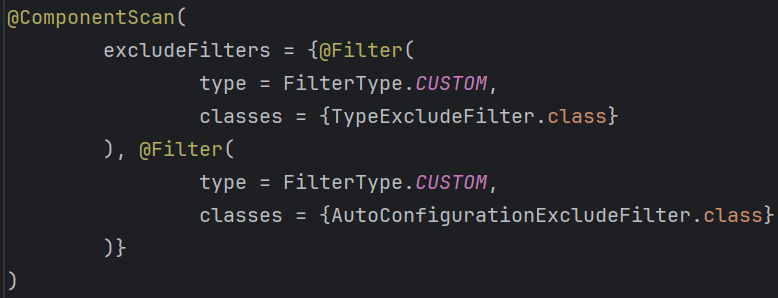 @ComponentScan(
        excludeFilters = {@Filter(
                type = FilterType.CUSTOM,
                classes = {TypeExcludeFilter.class}
        ), @Filter(
                type = FilterType.CUSTOM,
                classes = {AutoConfigurationExcludeFilter.class}
        )}
)